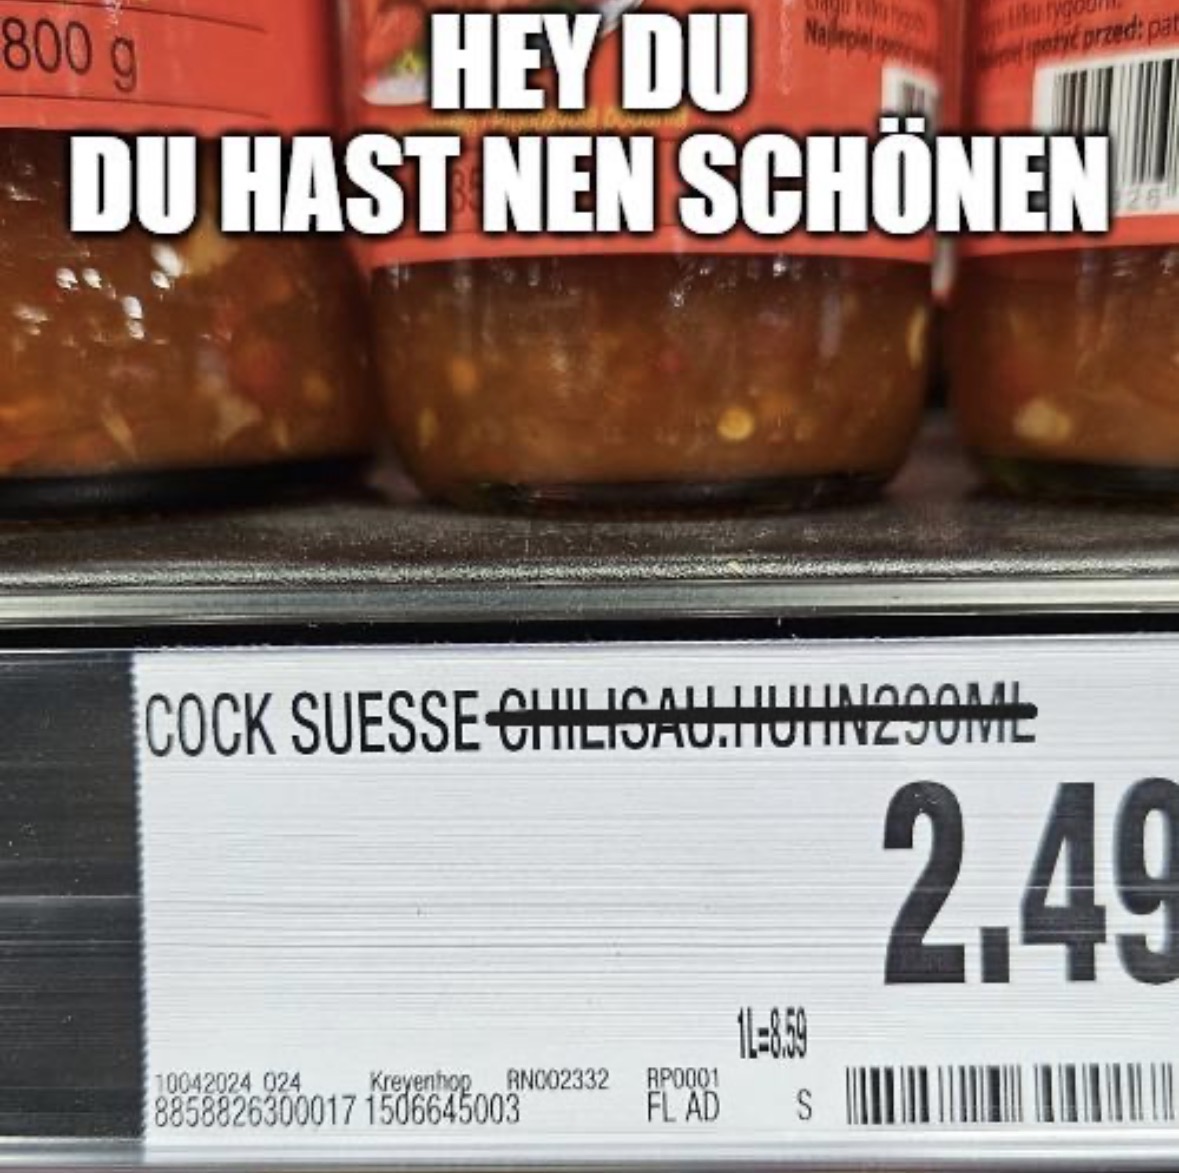 800 g
HEY DU
DU HAST NEN SCHÖNEN
przed:
COCK SUESSE CHILISAU.HUHN290ML
2.49
1L=8.59
10042024 024 Kreyenhop RN002332 RP0001
8858826300017 1506645003 FL AD S